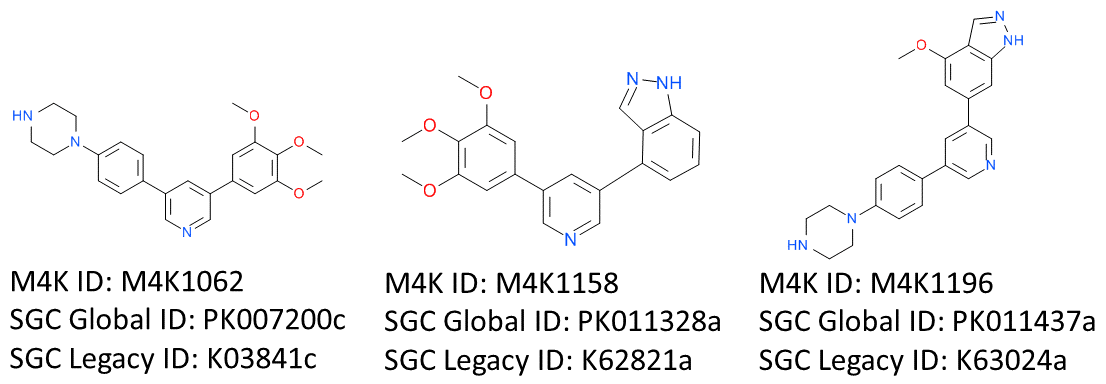 HN
N
N
O
O
O
M4K ID: M4K1062
SGC Global ID: PK007200c
SGC Legacy ID: K03841c
O
O
O
N
NH
N
M4K ID: M4K1158
SGC Global ID: PK011328a
SGC Legacy ID: K62821a
N
NH
O
N
N
HN
M4K ID: M4K1196
SGC Global ID: PK011437a
SGC Legacy ID: K63024a